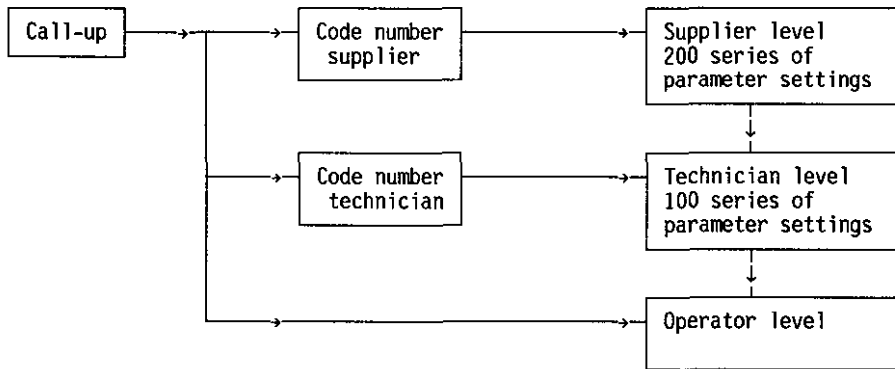 Call-up
Code number
supplier
Supplier level
200 series of
parameter settings
Code number
technician
Technician level
100 series of
parameter settings
Operator level